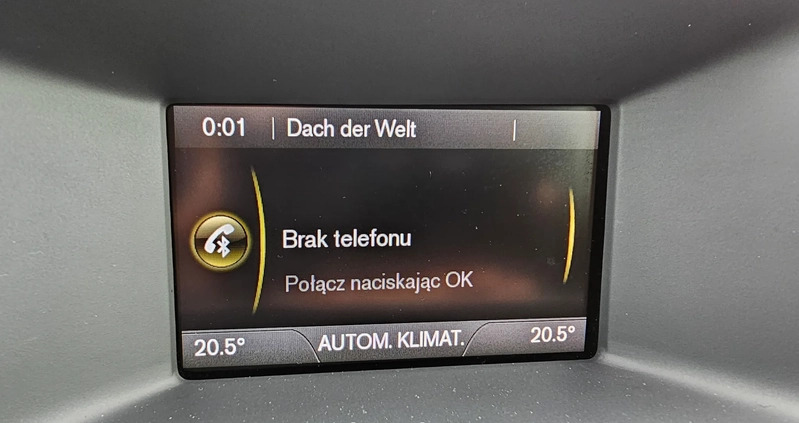 0:01 | Dach der Welt |
Brak telefonu
Połącz naciskając OK
20.5° AUTOM. KLIMAT. 20.5°